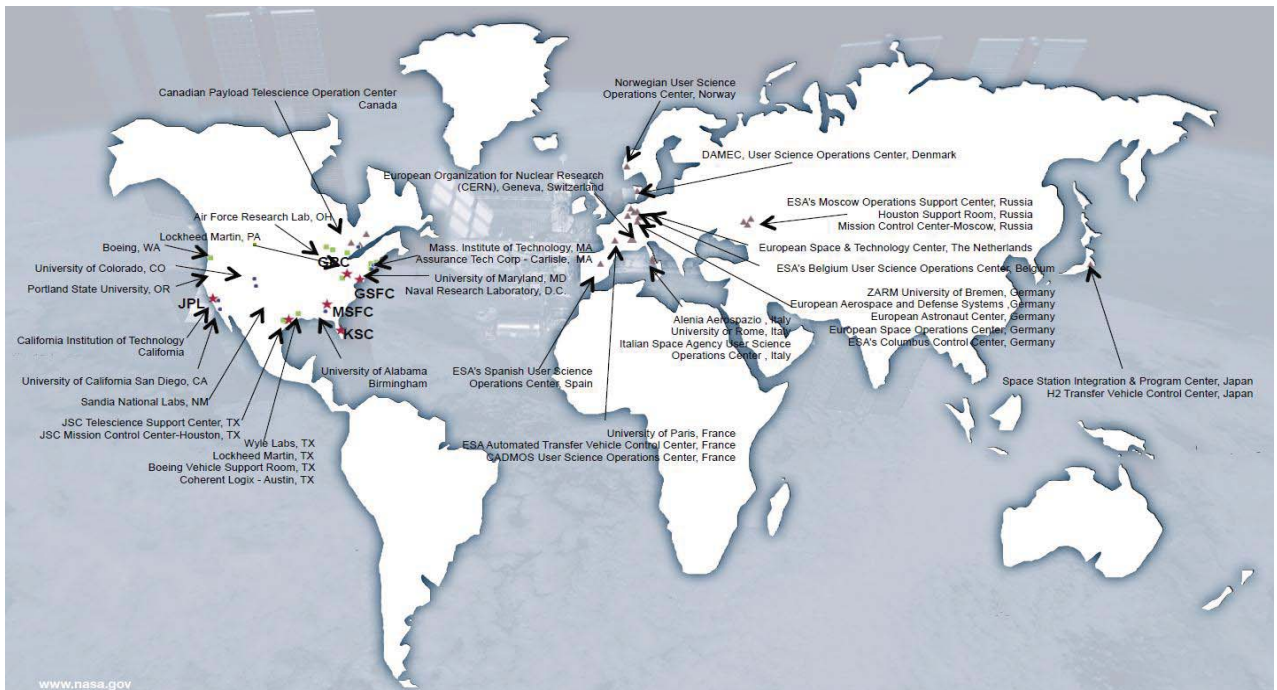 Canadian Payload Telescience Operation Center
Canada
Norwegian User Science
Operations Center, Norway
DAMEC, User Science Operations Center, Denmark
European Organization for Nuclear Research
(CERN), Geneva, Switzerland
ESA's Moscow Operations Support Center, Russia
Houston Support Room, Russia
Mission Control Center-Moscow, Russia
Air Force Research Lab, OH
Lockheed Martin, PA
Boeing, WA
GRC
Mass. Institute of Technology, MA
Assurance Tech Corp - Carlisle, MA
European Space & Technology Center, The Netherlands
University of Colorado, CO
ESA's Belgium User Science Operations Center, Belgium
University of Maryland, MD
Naval Research Laboratory, D.C.
GSFC
Portland State University, OR
JPL
MSFC
KSC
ZARM University of Bremen, Germany
European Aerospace and Defense Systems, Germany
European Astronaut Center, Germany
European Space Operations Center, Germany
ESA's Columbus Control Center, Germany
Alenia Aerospazio , Italy
University or Rome, Italy
Italian Space Agency User Science
Operations Center , Italy
California Institution of Technology
California
University of Alabama
Birmingham
ESA's Spanish User Science
Operations Center, Spain
University of California San Diego, CA
Space Station Integration & Program Center, Japan
H2 Transfer Vehicle Control Center, Japan
Sandia National Labs, NM
JSC Telescience Support Center, TX
JSC Mission Control Center-Houston, TX
Wyle Labs, TX
Lockheed Martin, TX
Boeing Vehicle Support Room, TX
Coherent Logix - Austin, TX
University of Paris, France
ESA Automated Transfer Vehicle Control Center, France
CADMOS User Science Operations Center, France
www.nasa.gov